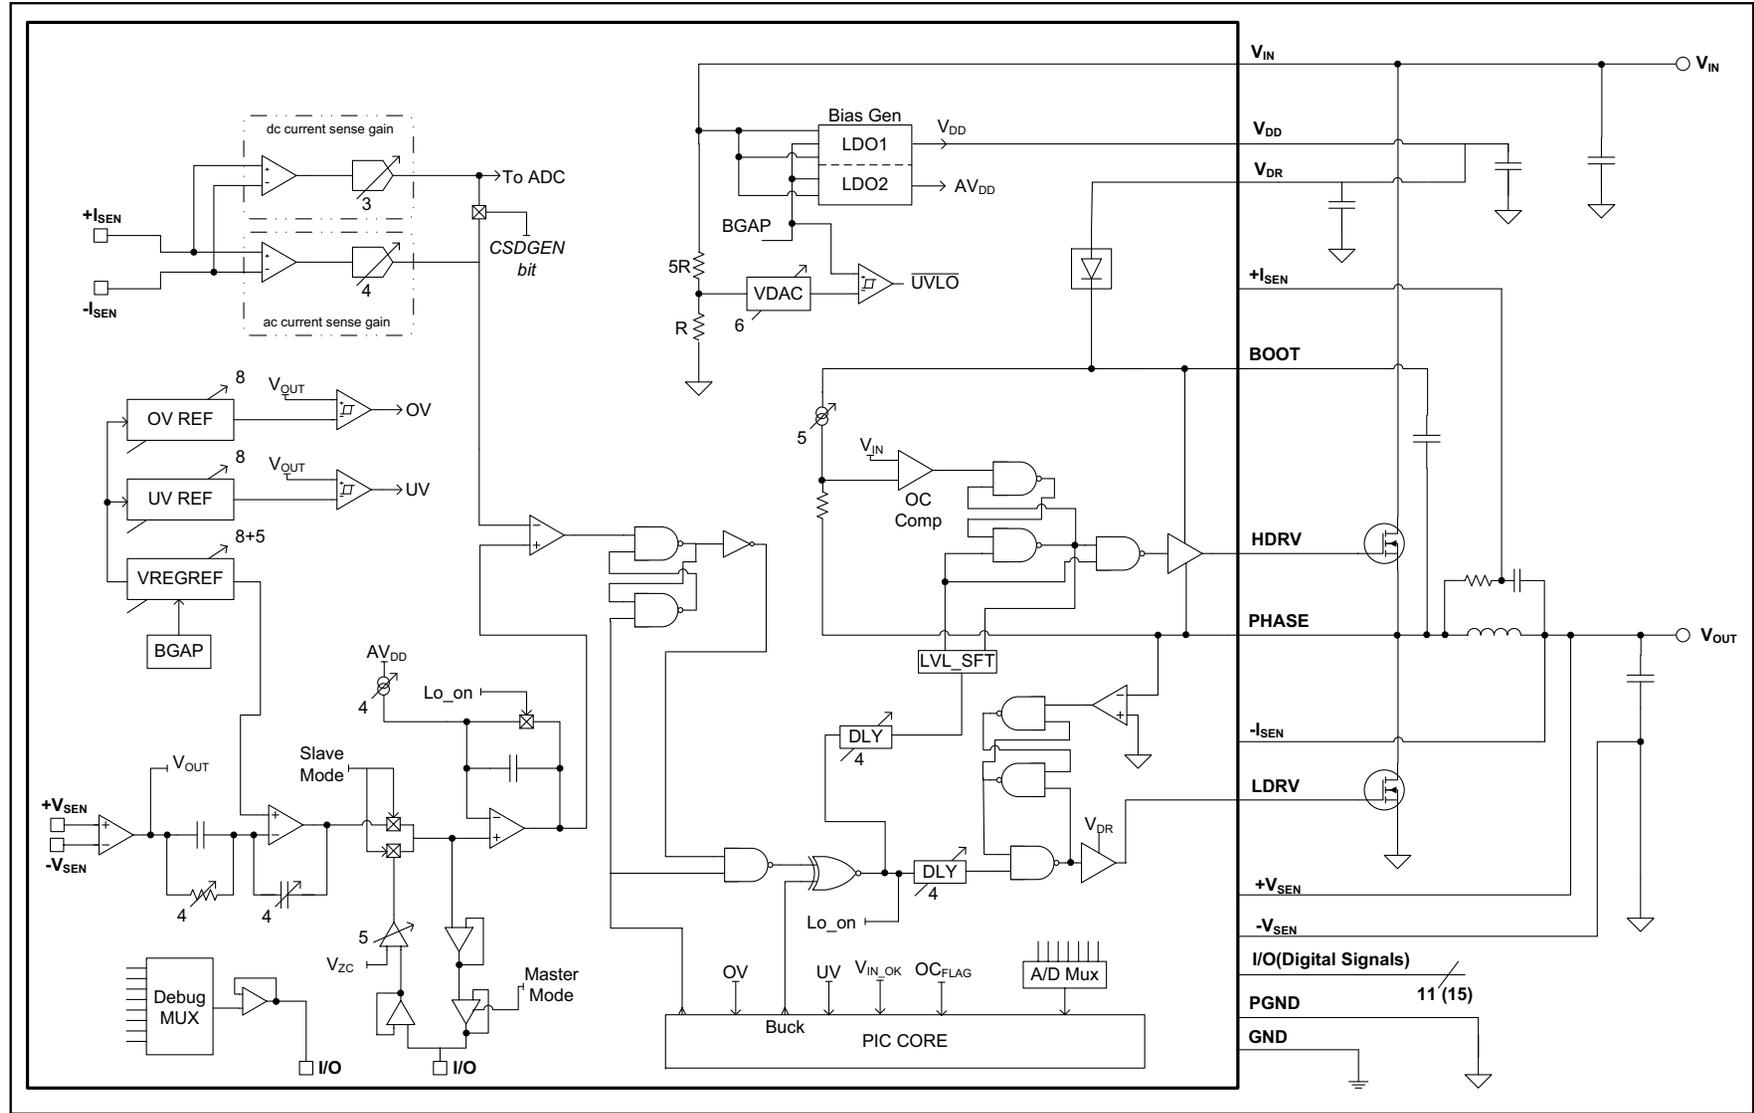 V_IN
V_IN
Bias Gen
dc current sense gain
V_DD
V_DD
LDO1
V_DR
To ADC
LDO2
AV_DD
3
+I_SEN
BGAP
CSDGEN
bit
5R
+I_SEN
VDAC
UVLO
4
-I_SEN
6
ac current sense gain
R
BOOT
8
V_OUT
OV REF
OV
5
V_IN
8
V_OUT
UV REF
UV
OC
Comp
8+5
HDRV
VREGREF
PHASE
V_OUT
BGAP
AV_DD
LVL_SFT
Lo_on
4
DLY
-I_SEN
4
Slave
Mode
V_OUT
LDRV
+V_SEN
V_DR
-V_SEN
DLY
+V_SEN
4
4
4
Lo_on
5
-V_SEN
V_ZC
I/O(Digital Signals)
Master
Mode
OV
UV
V_IN_OK
OC_FLAG
A/D Mux
11 (15)
Debug
MUX
PGND
Buck
PIC CORE
GND
I/O
I/O